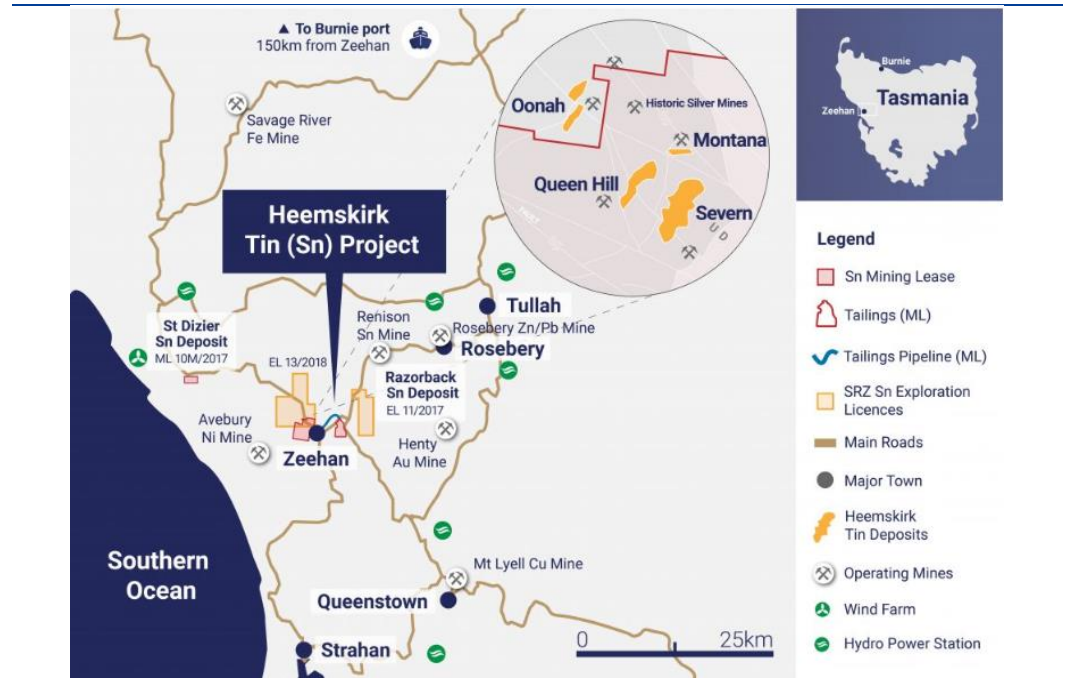 ▲ To Burnie port
150km from Zeehan
Savage River
Fe Mine
Heemskirk
Tin (Sn) Project
Oonah
Historic Silver Mines
Montana
Queen Hill
Severn
U D
Burnie
Tasmania
Zeehan
St Dizier
Sn Deposit
ML 10M/2017
EL 13/2018
Renison
Sn Mine
Tullah
Rosebery Zn/Pb Mine
Rosebery
Razorback
Sn Deposit
EL 11/2017
Avebury
Ni Mine
Zeehan
Henty
Au Mine
Southern
Ocean
Mt Lyell Cu Mine
Queenstown
Strahan
0 25km
Legend
Sn Mining Lease
Tailings (ML)
Tailings Pipeline (ML)
SRZ Sn Exploration
Licences
Main Roads
Major Town
Heemskirk
Tin Deposits
Operating Mines
Wind Farm
Hydro Power Station